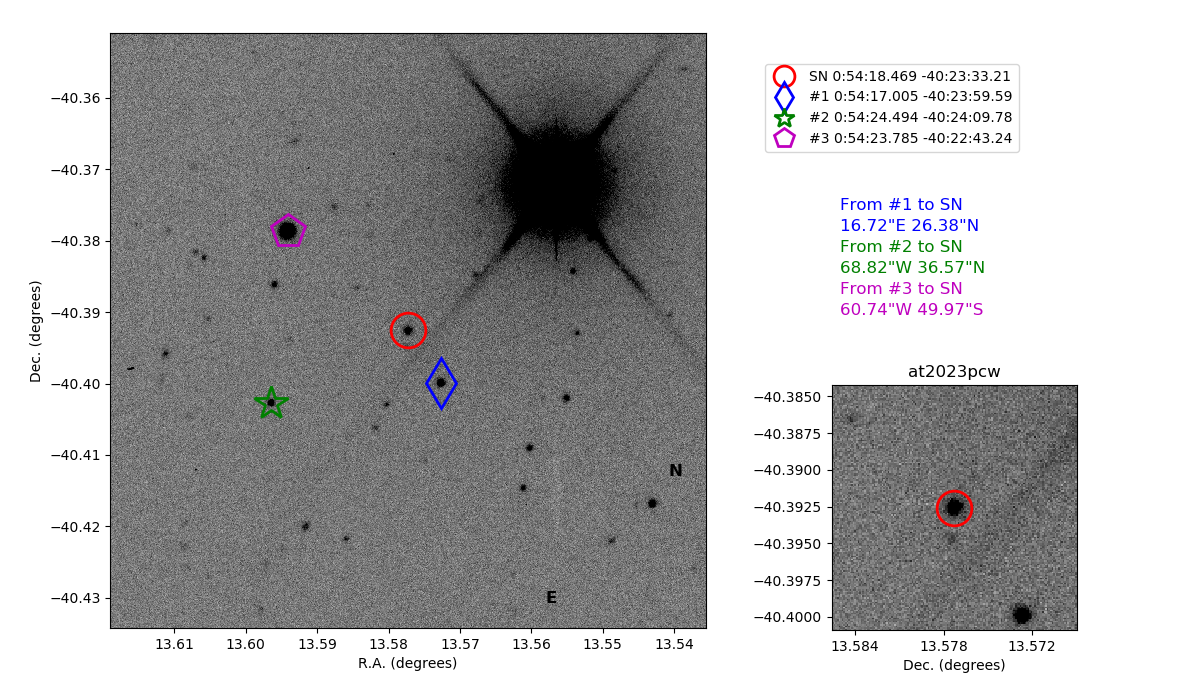 −40.36
−40.37
−40.38
−40.39
−40.40
−40.41
−40.42
−40.43
Dec. (degrees)
13.61 13.60 13.59 13.58 13.57 13.56 13.55 13.54
R.A. (degrees)
N
E
SN 0:54:18.469 -40:23:33.21
#1 0:54:17.005 -40:23:59.59
#2 0:54:24.494 -40:24:09.78
#3 0:54:23.785 -40:22:43.24
From #1 to SN
16.72"E 26.38"N
From #2 to SN
68.82"W 36.57"N
From #3 to SN
60.74"W 49.97"S
at2023pcw
−40.3850
−40.3875
−40.3900
−40.3925
−40.3950
−40.3975
−40.4000
13.584 13.578 13.572
Dec. (degrees)